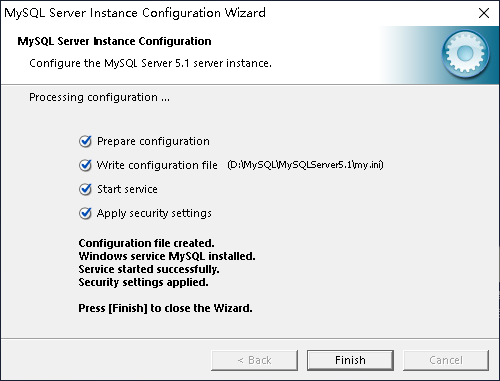 MySQL Server Instance Configuration Wizard
MySQL Server Instance Configuration
Configure the MySQL Server 5.1 server instance.
Processing configuration ...
Prepare configuration
Write configuration file (D:\MySQL\MySQLServer5.1\my.ini)
Start service
Apply security settings
Configuration file created.
Windows service MySQL installed.
Service started successfully.
Security settings applied.
Press [Finish] to close the Wizard.
< Back
Finish
Cancel